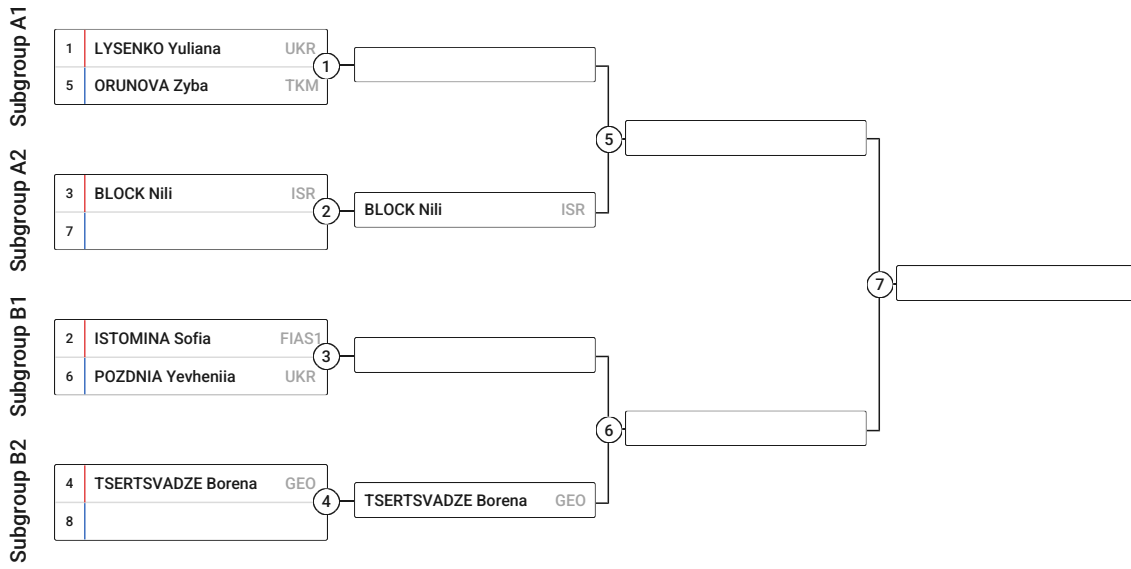 Subgroup A1
1 LYSENKO Yuliana UKR
5 ORUNOVA Zyba TKM
1
5
Subgroup A2
3 BLOCK Nili ISR
7
2
BLOCK Nili ISR
7
Subgroup B1
2 ISTOMINA Sofia FIAS1
6 POZDNIA Yevheniia UKR
3
6
Subgroup B2
4 TSERTSVADZE Borena GEO
8
4
TSERTSVADZE Borena GEO